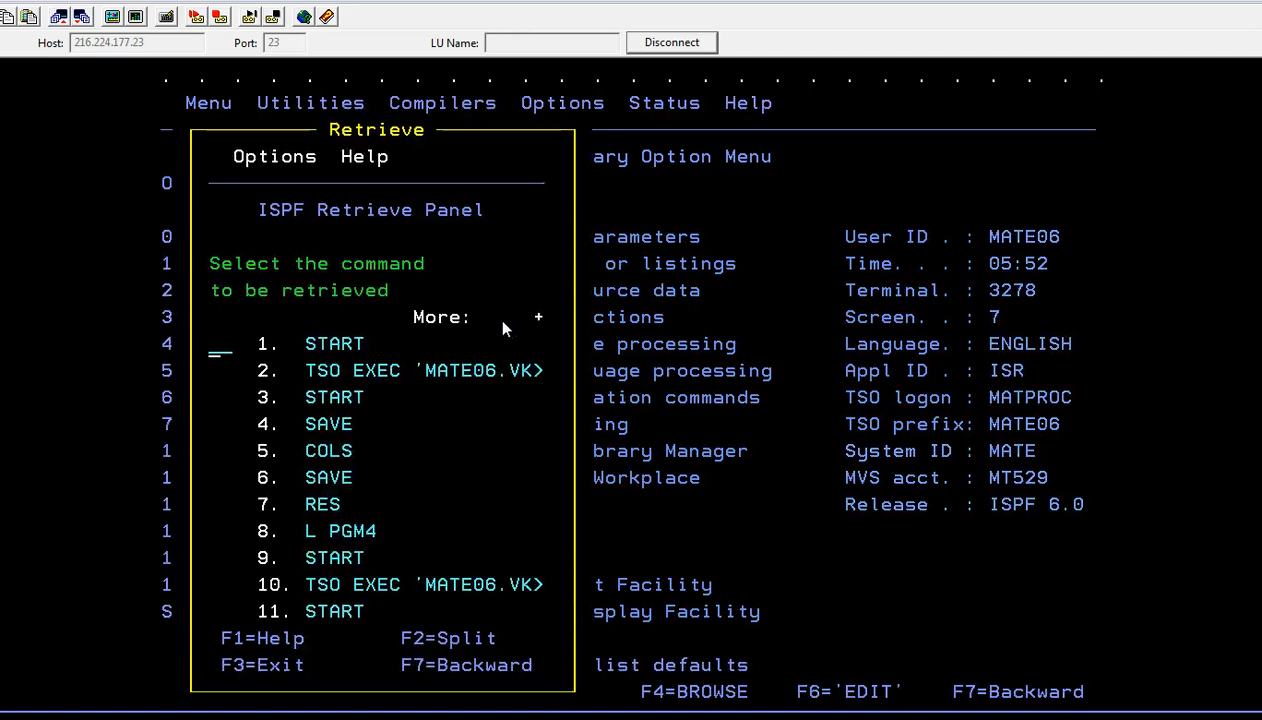 Host: 216.224.177.23 Port: 23 LU Name: Disconnect
Menu Utilities Compilers Options Status Help
Retrieve
Options Help ary Option Menu
O
ISPF Retrieve Panel
0 arameters User ID . : MATE06
1 Select the command or listings Time. . . : 05:52
2 to be retrieved urce data Terminal. : 3278
3 More: + ctions Screen. . : 7
4 __ 1. START e processing Language. : ENGLISH
5 2. TSO EXEC 'MATE06.VK> uage processing Appl ID . : ISR
6 3. START ation commands TSO logon : MATPROC
7 4. SAVE ing TSO prefix: MATE06
1 5. COLS brary Manager System ID : MATE
1 6. SAVE Workplace MVS acct. : MT529
1 7. RES Release . : ISPF 6.0
1 8. L PGM4
1 9. START
1 10. TSO EXEC 'MATE06.VK> t Facility
S 11. START splay Facility
F1=Help F2=Split
F3=Exit F7=Backward list defaults
F4=BROWSE F6='EDIT' F7=Backward